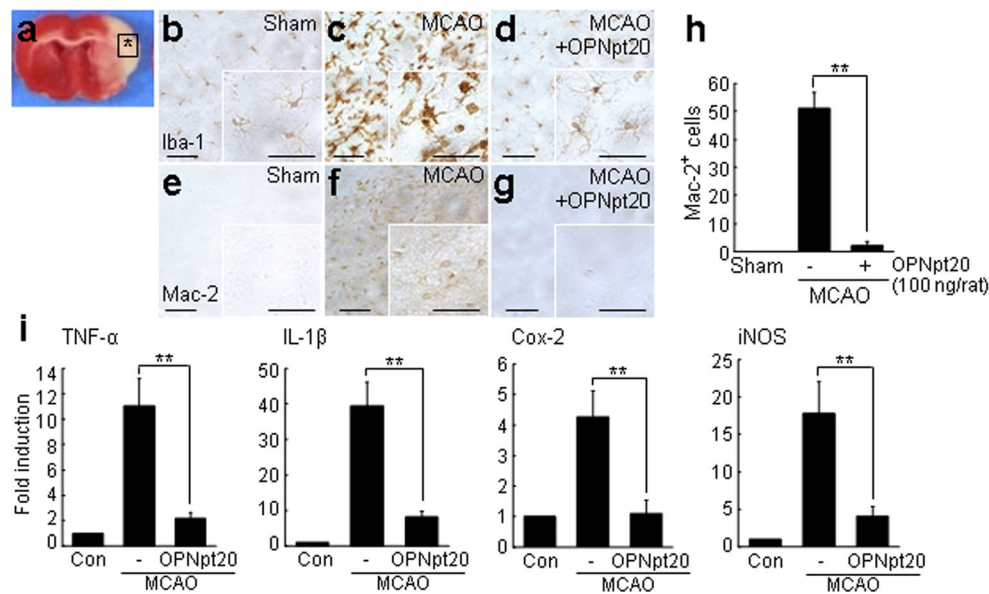 a
*
b
Sham
Iba-1
c
MCAO
d
MCAO
+OPNpt20
e
Sham
Mac-2
f
MCAO
g
MCAO
+OPNpt20
h
**
Mac-2+ cells
60
50
40
30
20
10
0
Sham
- + OPNpt20
(100 ng/rat)
MCAO
i
TNF-α
**
Fold induction
14
12
10
8
6
4
2
0
Con - OPNpt20
MCAO
IL-1β
**
50
40
30
20
10
0
Con - OPNpt20
MCAO
Cox-2
**
6
5
4
3
2
1
0
Con - OPNpt20
MCAO
iNOS
**
25
20
15
10
5
0
Con - OPNpt20
MCAO